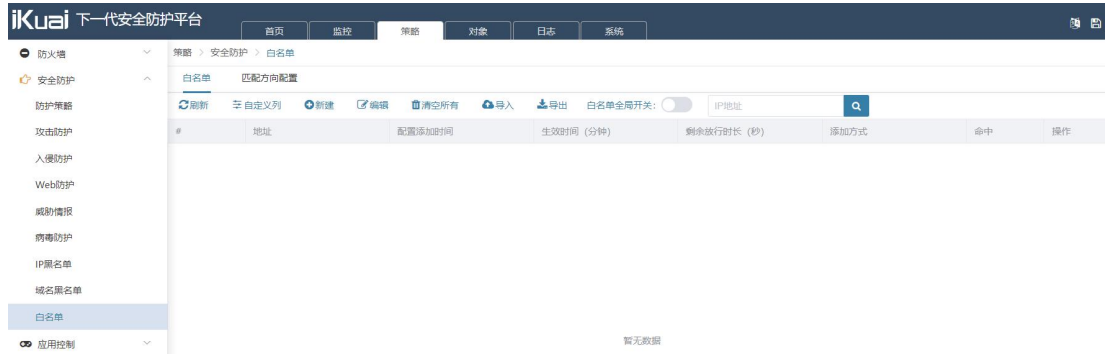 iKuai 下一代安全防护平台
首页 监控 策略 对象 日志 系统
防火墙
安全防护
防护策略
攻击防护
入侵防护
Web防护
威胁情报
病毒防护
IP黑名单
域名黑名单
白名单
应用控制
策略 > 安全防护 > 白名单
白名单 匹配方向配置
刷新 自定义列 新建 编辑 清空所有 导入 导出 白名单全局开关: IP地址
# 地址 配置添加时间 生效时间 (分钟) 剩余放行时长 (秒) 添加方式 命中 操作
暂无数据